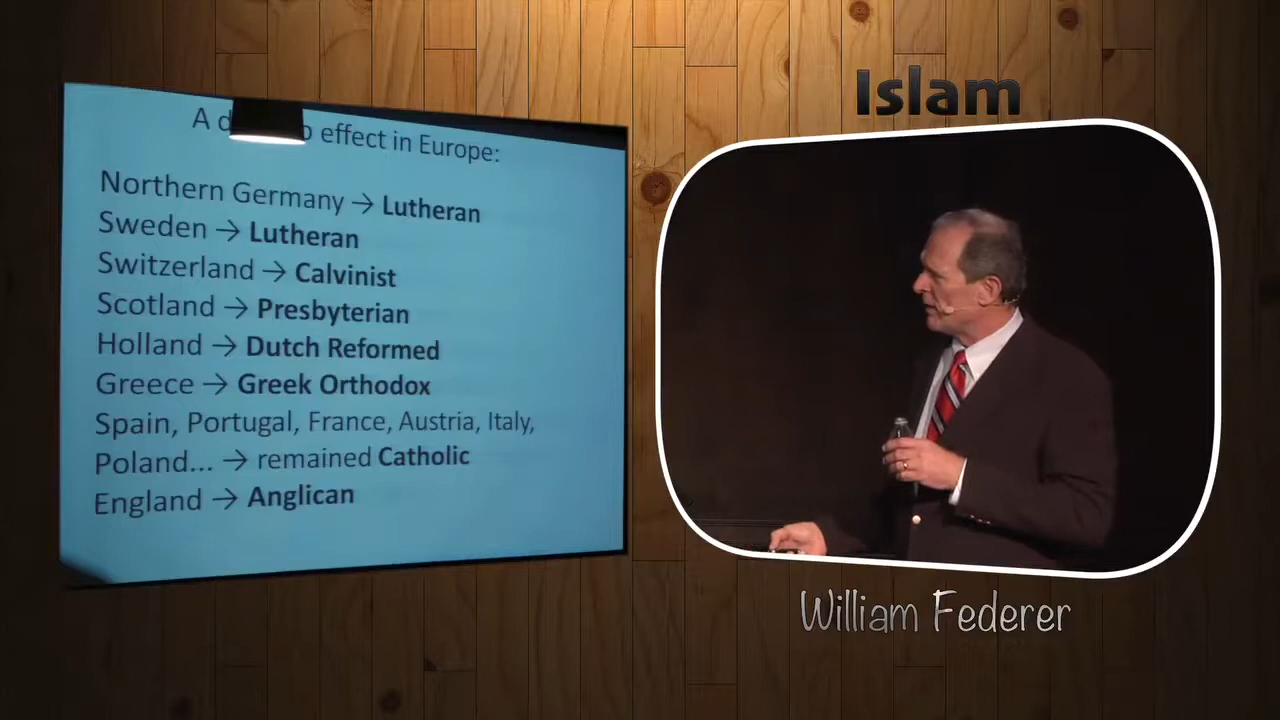 A effect in Europe:
Northern Germany → Lutheran
Sweden → Lutheran
Switzerland → Calvinist
Scotland → Presbyterian
Holland → Dutch Reformed
Greece → Greek Orthodox
Spain, Portugal, France, Austria, Italy,
Poland... → remained Catholic
England → Anglican
Islam
William Federer